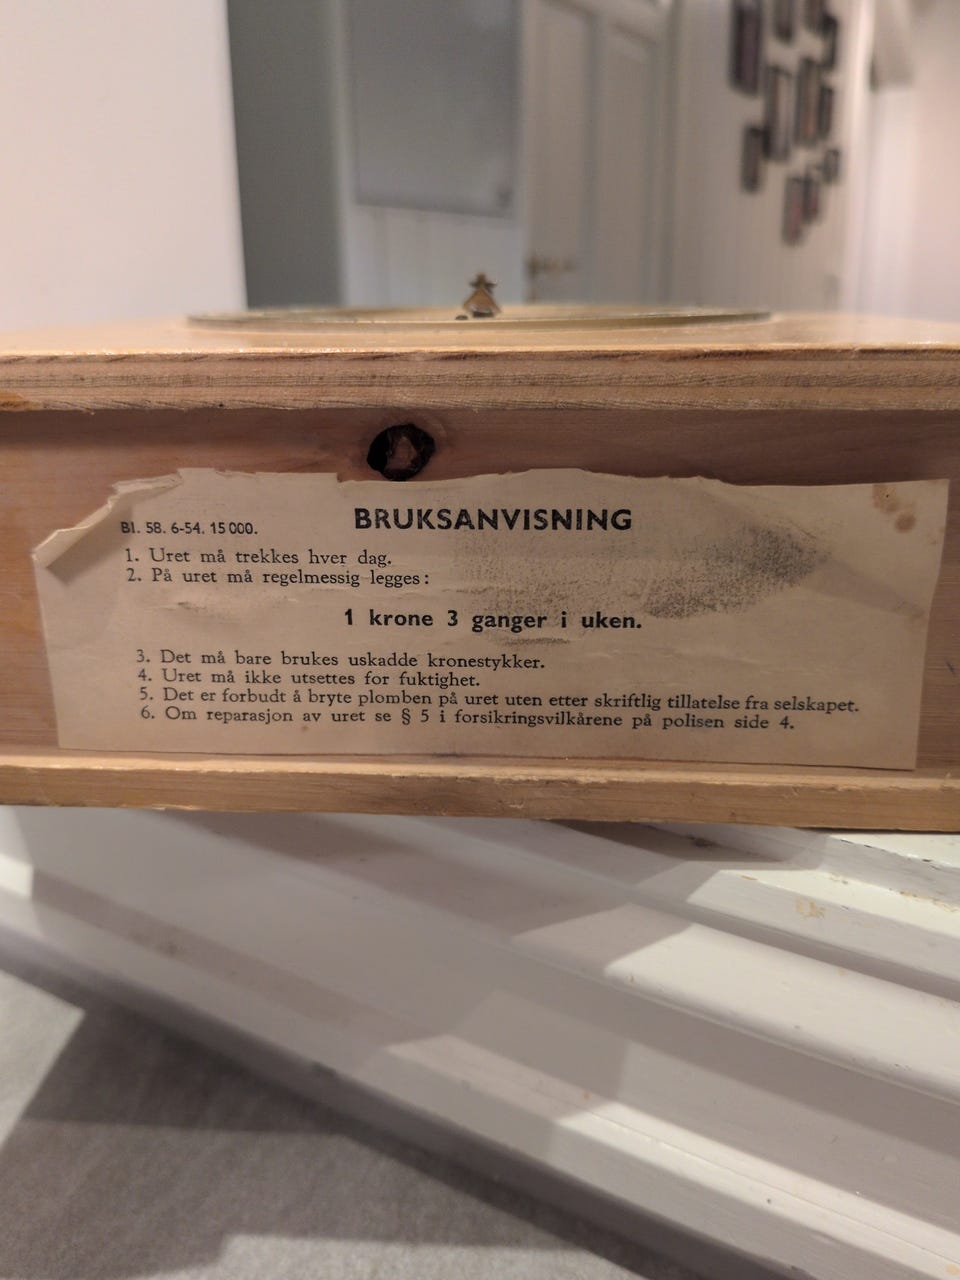 Bl. 58. 6-54. 15 000.
BRUKSANVISNING
1. Uret må trekkes hver dag.
2. På uret må regelmessig legges:
1 krone 3 ganger i uken.
3. Det må bare brukes uskadde kronestykker.
4. Uret må ikke utsettes for fuktighet.
5. Det er forbudt å bryte plomben på uret uten etter skriftlig tillatelse fra selskapet.
6. Om reparasjon av uret se § 5 i forsikringsvilkårene på polisen side 4.